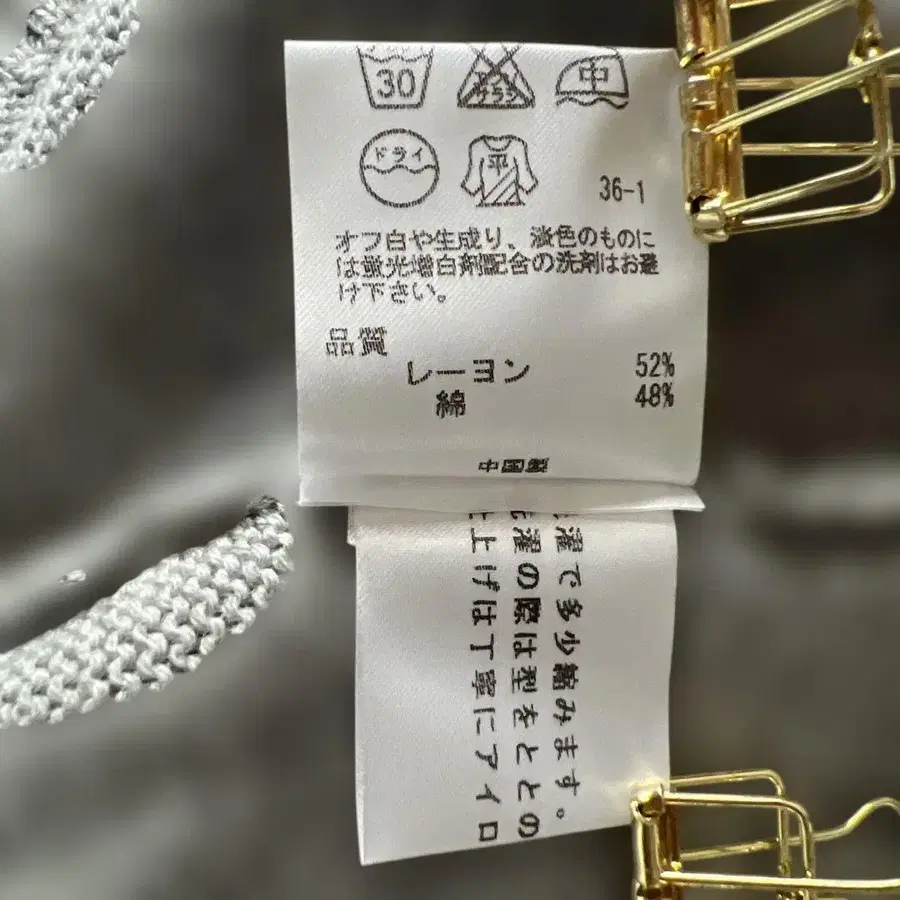 30
中
ドライ
平
36-1
オフ白や生成り、淡色のものに
は蛍光増白剤配合の洗剤はお避
け下さい。
品質
レーヨン 52%
綿 48%
濯で多少縮みます。
濯の際は型をととの
上げは丁寧にアイロ